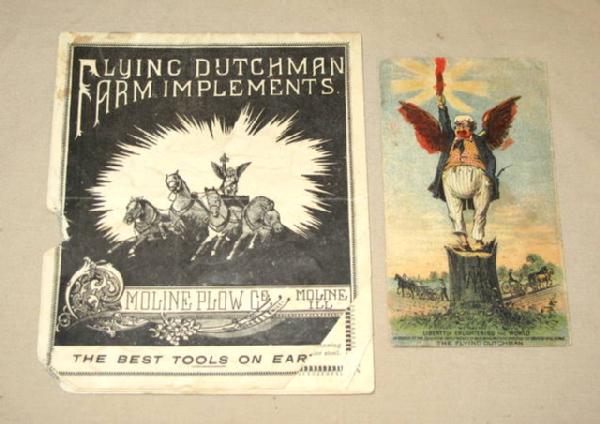 FLYING DUTCHMAN
FARM IMPLEMENTS.
MOLINE PLOW CO. MOLINE
ILL
THE BEST TOOLS ON EAR
steel.
LIBERTY ENLIGHTENING THE WORLD
THE FLYING DUTCHMAN